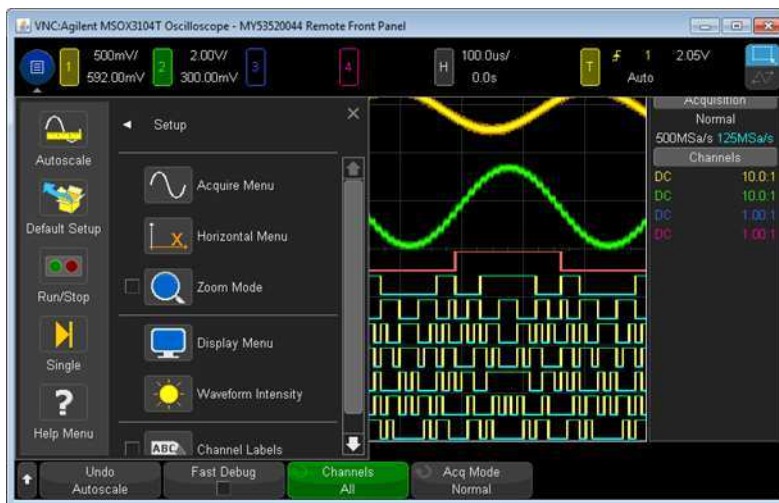 VNC:Agilent MSOX3104T Oscilloscope - MY53520044 Remote Front Panel
1 500mV/ 2 2.00V/ 3 4 H 100.0us/ T 1 2.05V
592.00mV 300.00mV 0.0s Auto
Setup
Autoscale
Default Setup
Run/Stop
Single
?
Help Menu
Acquire Menu
X
Horizontal Menu
Zoom Mode
Display Menu
Waveform Intensity
ABC
Channel Labels
Acquisition
Normal
500MSa/s 125MSa/s
Channels
DC 10.0:1
DC 10.0:1
DC 1.00:1
DC 1.00:1
Undo
Autoscale
Fast Debug
Channels
All
Acq Mode
Normal